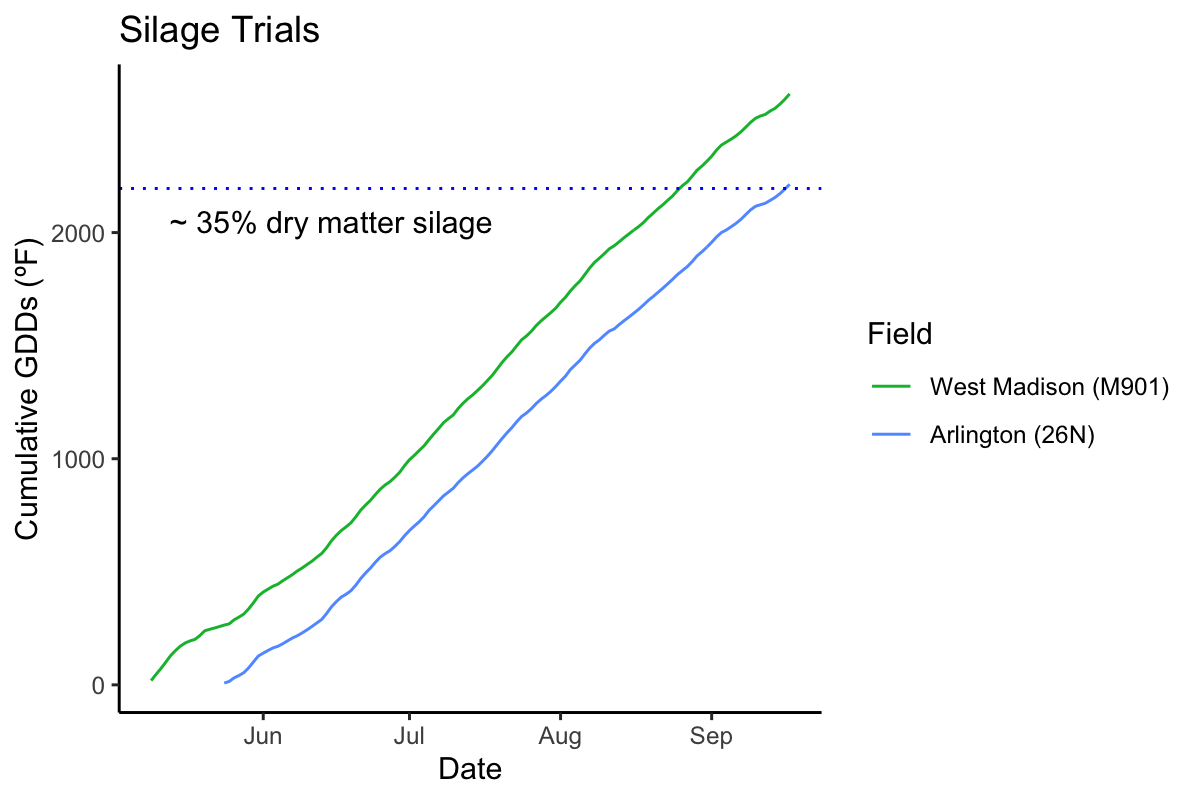 Silage Trials
Cumulative GDDs (ºF)
2000
1000
0
~ 35% dry matter silage
Jun Jul Aug Sep
Date
Field
West Madison (M901)
Arlington (26N)